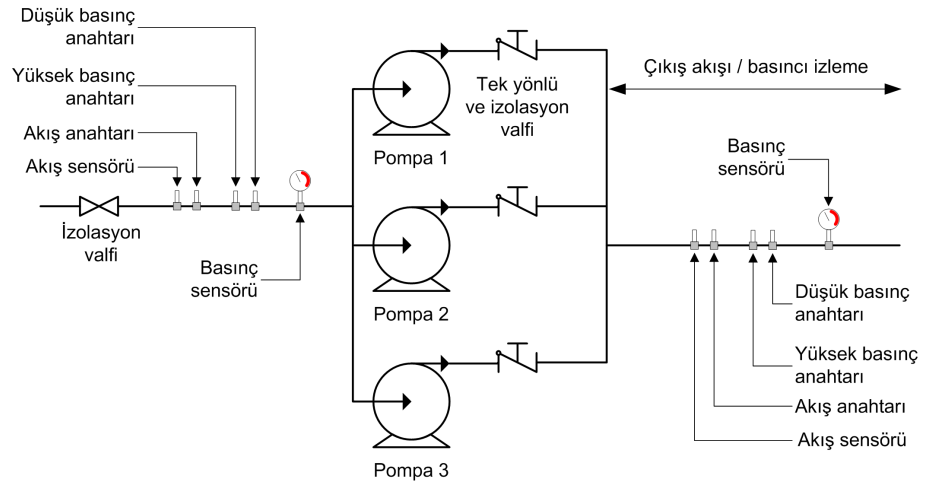 Düşük basınç
anahtarı
Yüksek basınç
anahtarı
Akış anahtarı
Akış sensörü
İzolasyon
valfi
Basınç
sensörü
Pompa 1
Tek yönlü
ve izolasyon
valfi
Pompa 2
Pompa 3
Çıkış akışı / basıncı izleme
Basınç
sensörü
Düşük basınç
anahtarı
Yüksek basınç
anahtarı
Akış anahtarı
Akış sensörü